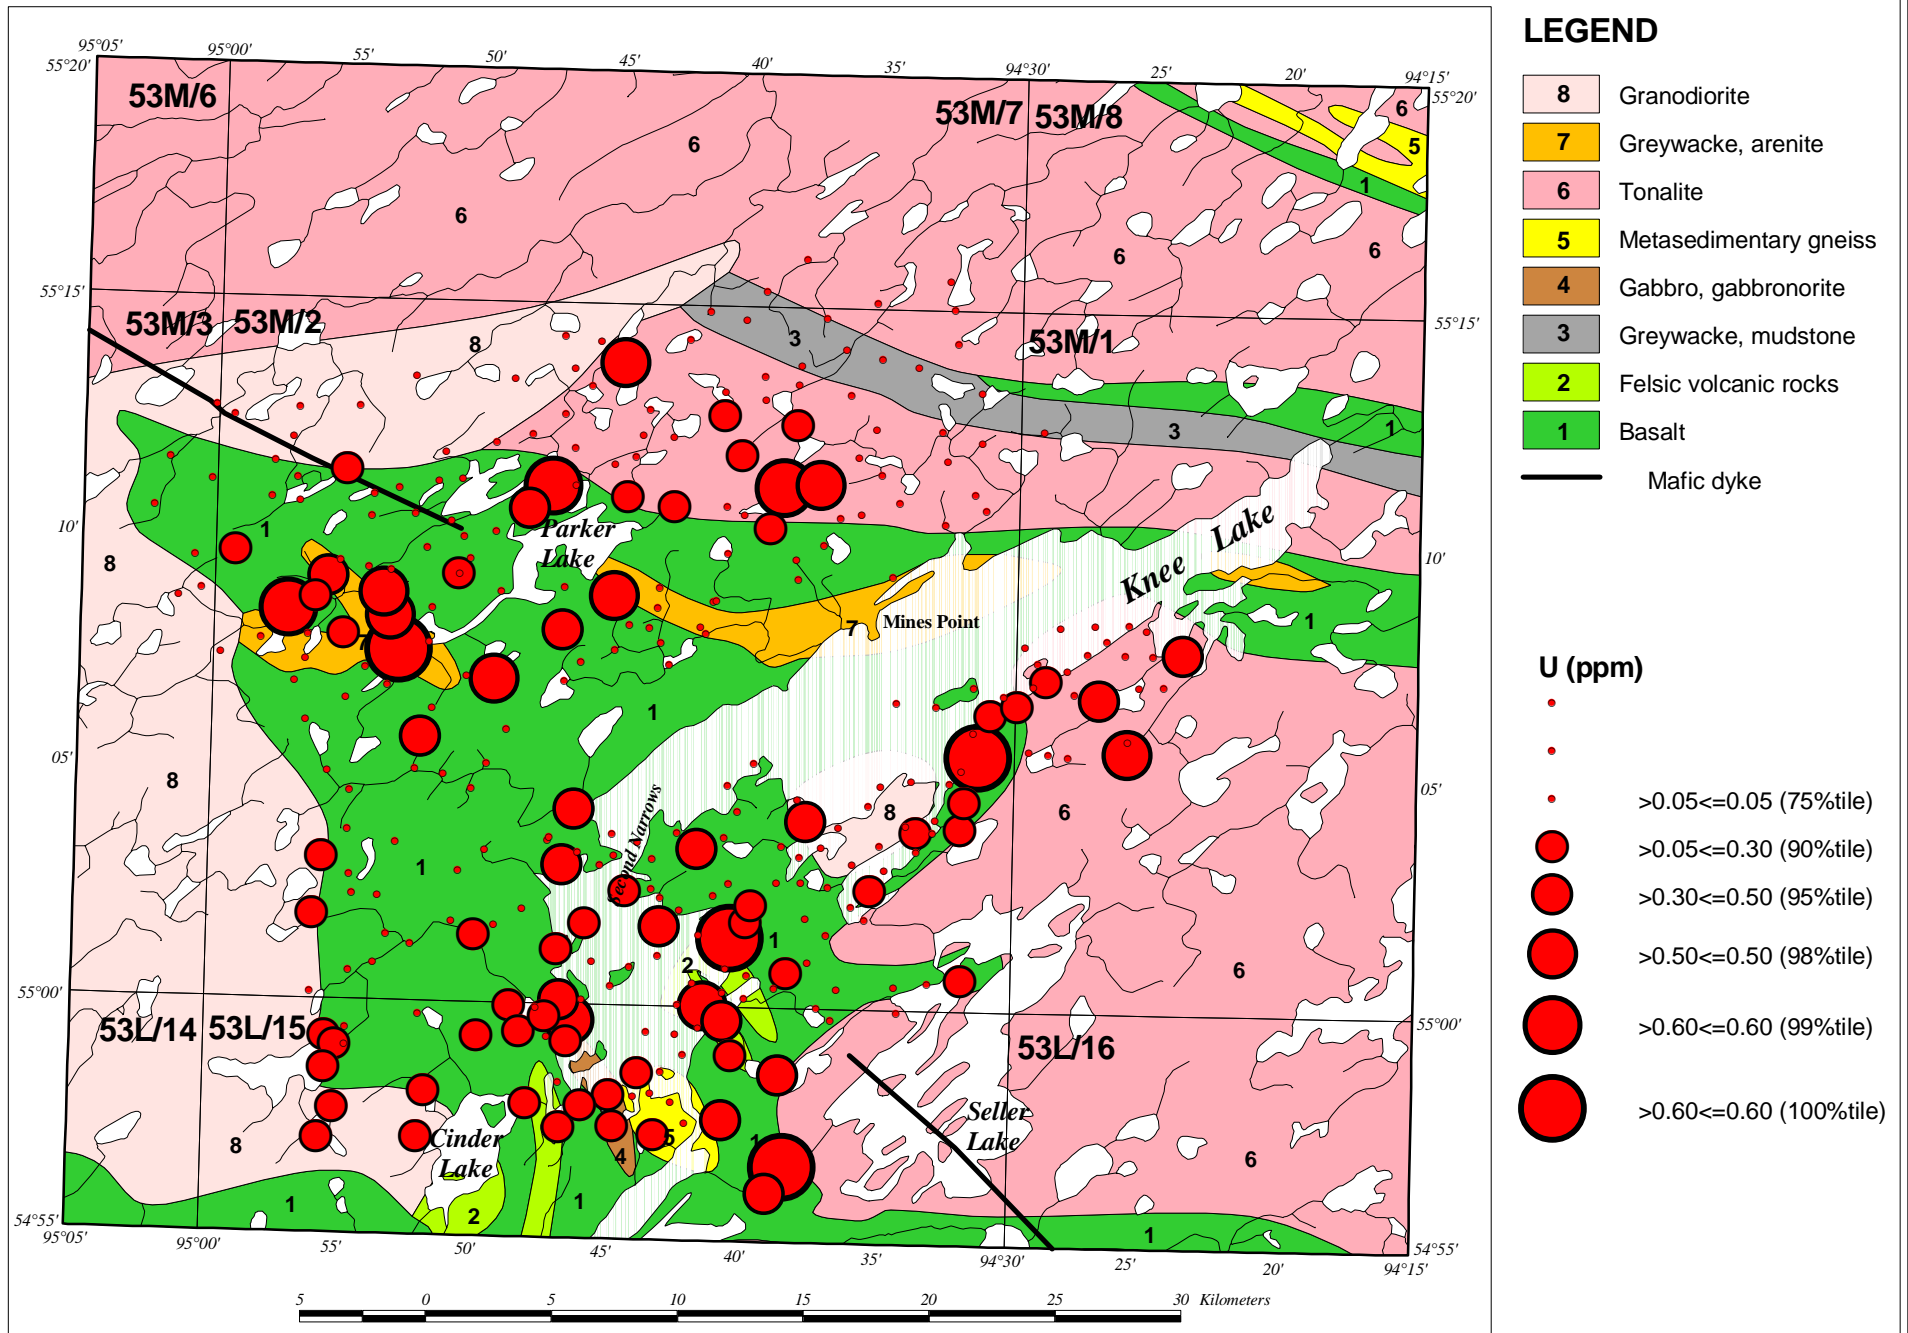 95°05' 95°00' 55' 50' 45' 40' 35' 94°30' 25' 20' 94°15'
55°20' 55°20'
53M/6 53M/7 53M/8
6 6 5 1 6 6 6 6
55°15' 55°15'
53M/3 53M/2 53M/1
8 3 3 1
10' 10'
1 8
Parker
Lake
Knee Lake
7 7 Mines Point 1
1
05' 05'
8 8 6
1
Second Narrows
1
2 6
55°00' 55°00'
53L/14 53L/15 53L/16
Seller
Lake
8 Cinder
Lake
5 4 1 6
1 2 1 1
54°55' 54°55'
95°05' 95°00' 55' 50' 45' 40' 35' 94°30' 25' 20' 94°15'
5 0 5 10 15 20 25 30 Kilometers
LEGEND
8 Granodiorite
7 Greywacke, arenite
6 Tonalite
5 Metasedimentary gneiss
4 Gabbro, gabbronorite
3 Greywacke, mudstone
2 Felsic volcanic rocks
1 Basalt
Mafic dyke
U (ppm)
>0.05<=0.05 (75%tile)
>0.05<=0.30 (90%tile)
>0.30<=0.50 (95%tile)
>0.50<=0.50 (98%tile)
>0.60<=0.60 (99%tile)
>0.60<=0.60 (100%tile)